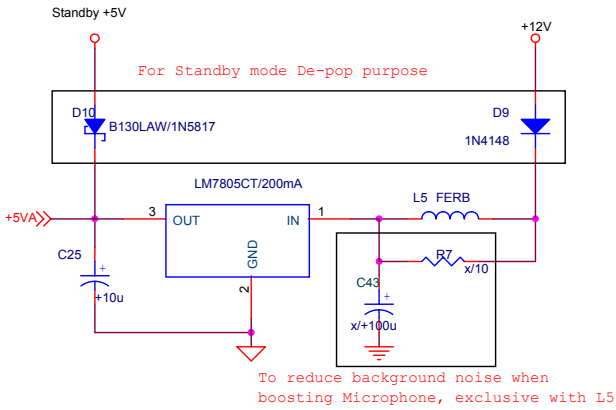 Standby +5V
+12V
For Standby mode De-pop purpose
D10
B130LAW/1N5817
D9
1N4148
LM7805CT/200mA
L5 FERB
+5VA
3
OUT
IN
1
GND
2
C25
+
+10u
R7
x/10
C43
+
x/+100u
To reduce background noise when
boosting Microphone, exclusive with L5